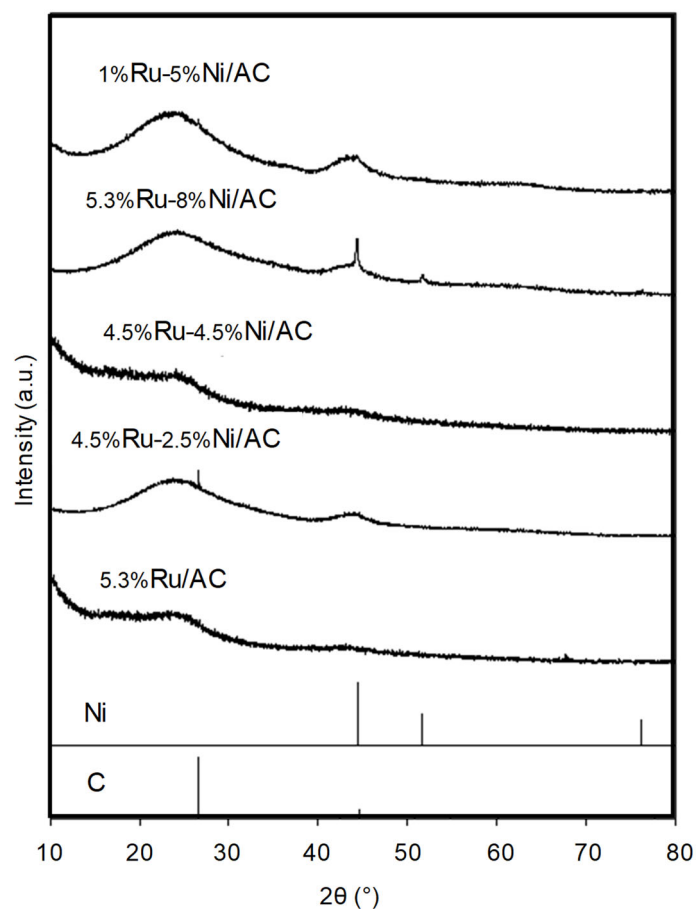 1%Ru-5%Ni/AC
5.3%Ru-8%Ni/AC
4.5%Ru-4.5%Ni/AC
4.5%Ru-2.5%Ni/AC
5.3%Ru/AC
Ni
C
Intensity (a.u.)
10 20 30 40 50 60 70 80
2θ (°)